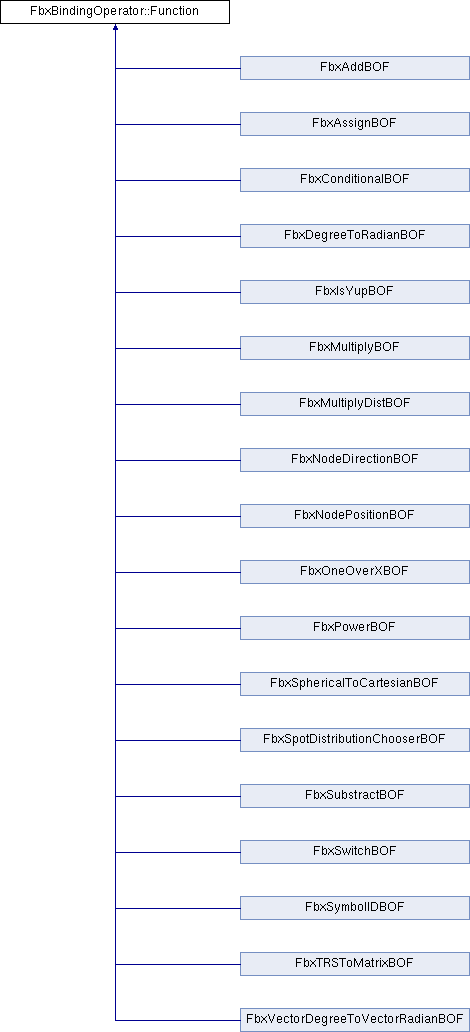 FbxBindingOperator::Function
FbxAddBOF
FbxAssignBOF
FbxConditionalBOF
FbxDegreeToRadianBOF
FbxIsYupBOF
FbxMultiplyBOF
FbxMultiplyDistBOF
FbxNodeDirectionBOF
FbxNodePositionBOF
FbxOneOverXBOF
FbxPowerBOF
FbxSphericalToCartesianBOF
FbxSpotDistributionChooserBOF
FbxSubstractBOF
FbxSwitchBOF
FbxSymbolIDBOF
FbxTRSToMatrixBOF
FbxVectorDegreeToVectorRadianBOF